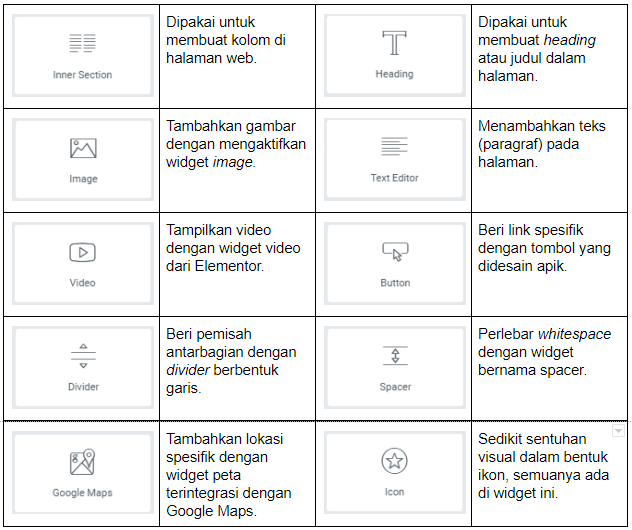 Inner Section
Dipakai untuk
membuat kolom di
halaman web.
Heading
Dipakai untuk
membuat heading
atau judul dalam
halaman.
Image
Tambahkan gambar
dengan mengaktifkan
widget image.
Text Editor
Menambahkan teks
(paragraf) pada
halaman.
Video
Tampilkan video
dengan widget video
dari Elementor.
Button
Beri link spesifik
dengan tombol yang
didesain apik.
Divider
Beri pemisah
antarbagian dengan
divider berbentuk
garis.
Spacer
Perlebar whitespace
dengan widget
bernama spacer.
Google Maps
Tambahkan lokasi
spesifik dengan
widget peta
terintegrasi dengan
Google Maps.
Icon
Sedikit sentuhan
visual dalam bentuk
ikon, semuanya ada
di widget ini.